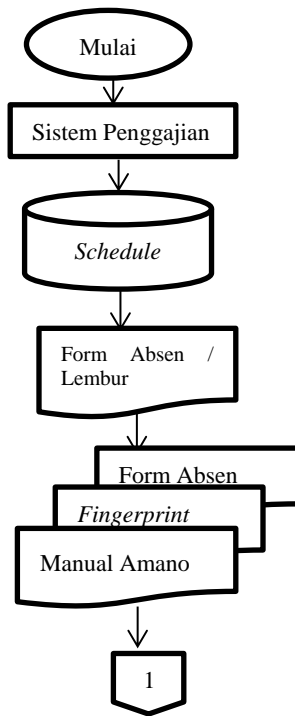 Mulai
Sistem Penggajian
Schedule
Form Absen /
Lembur
Form Absen
Fingerprint
Manual Amano
1